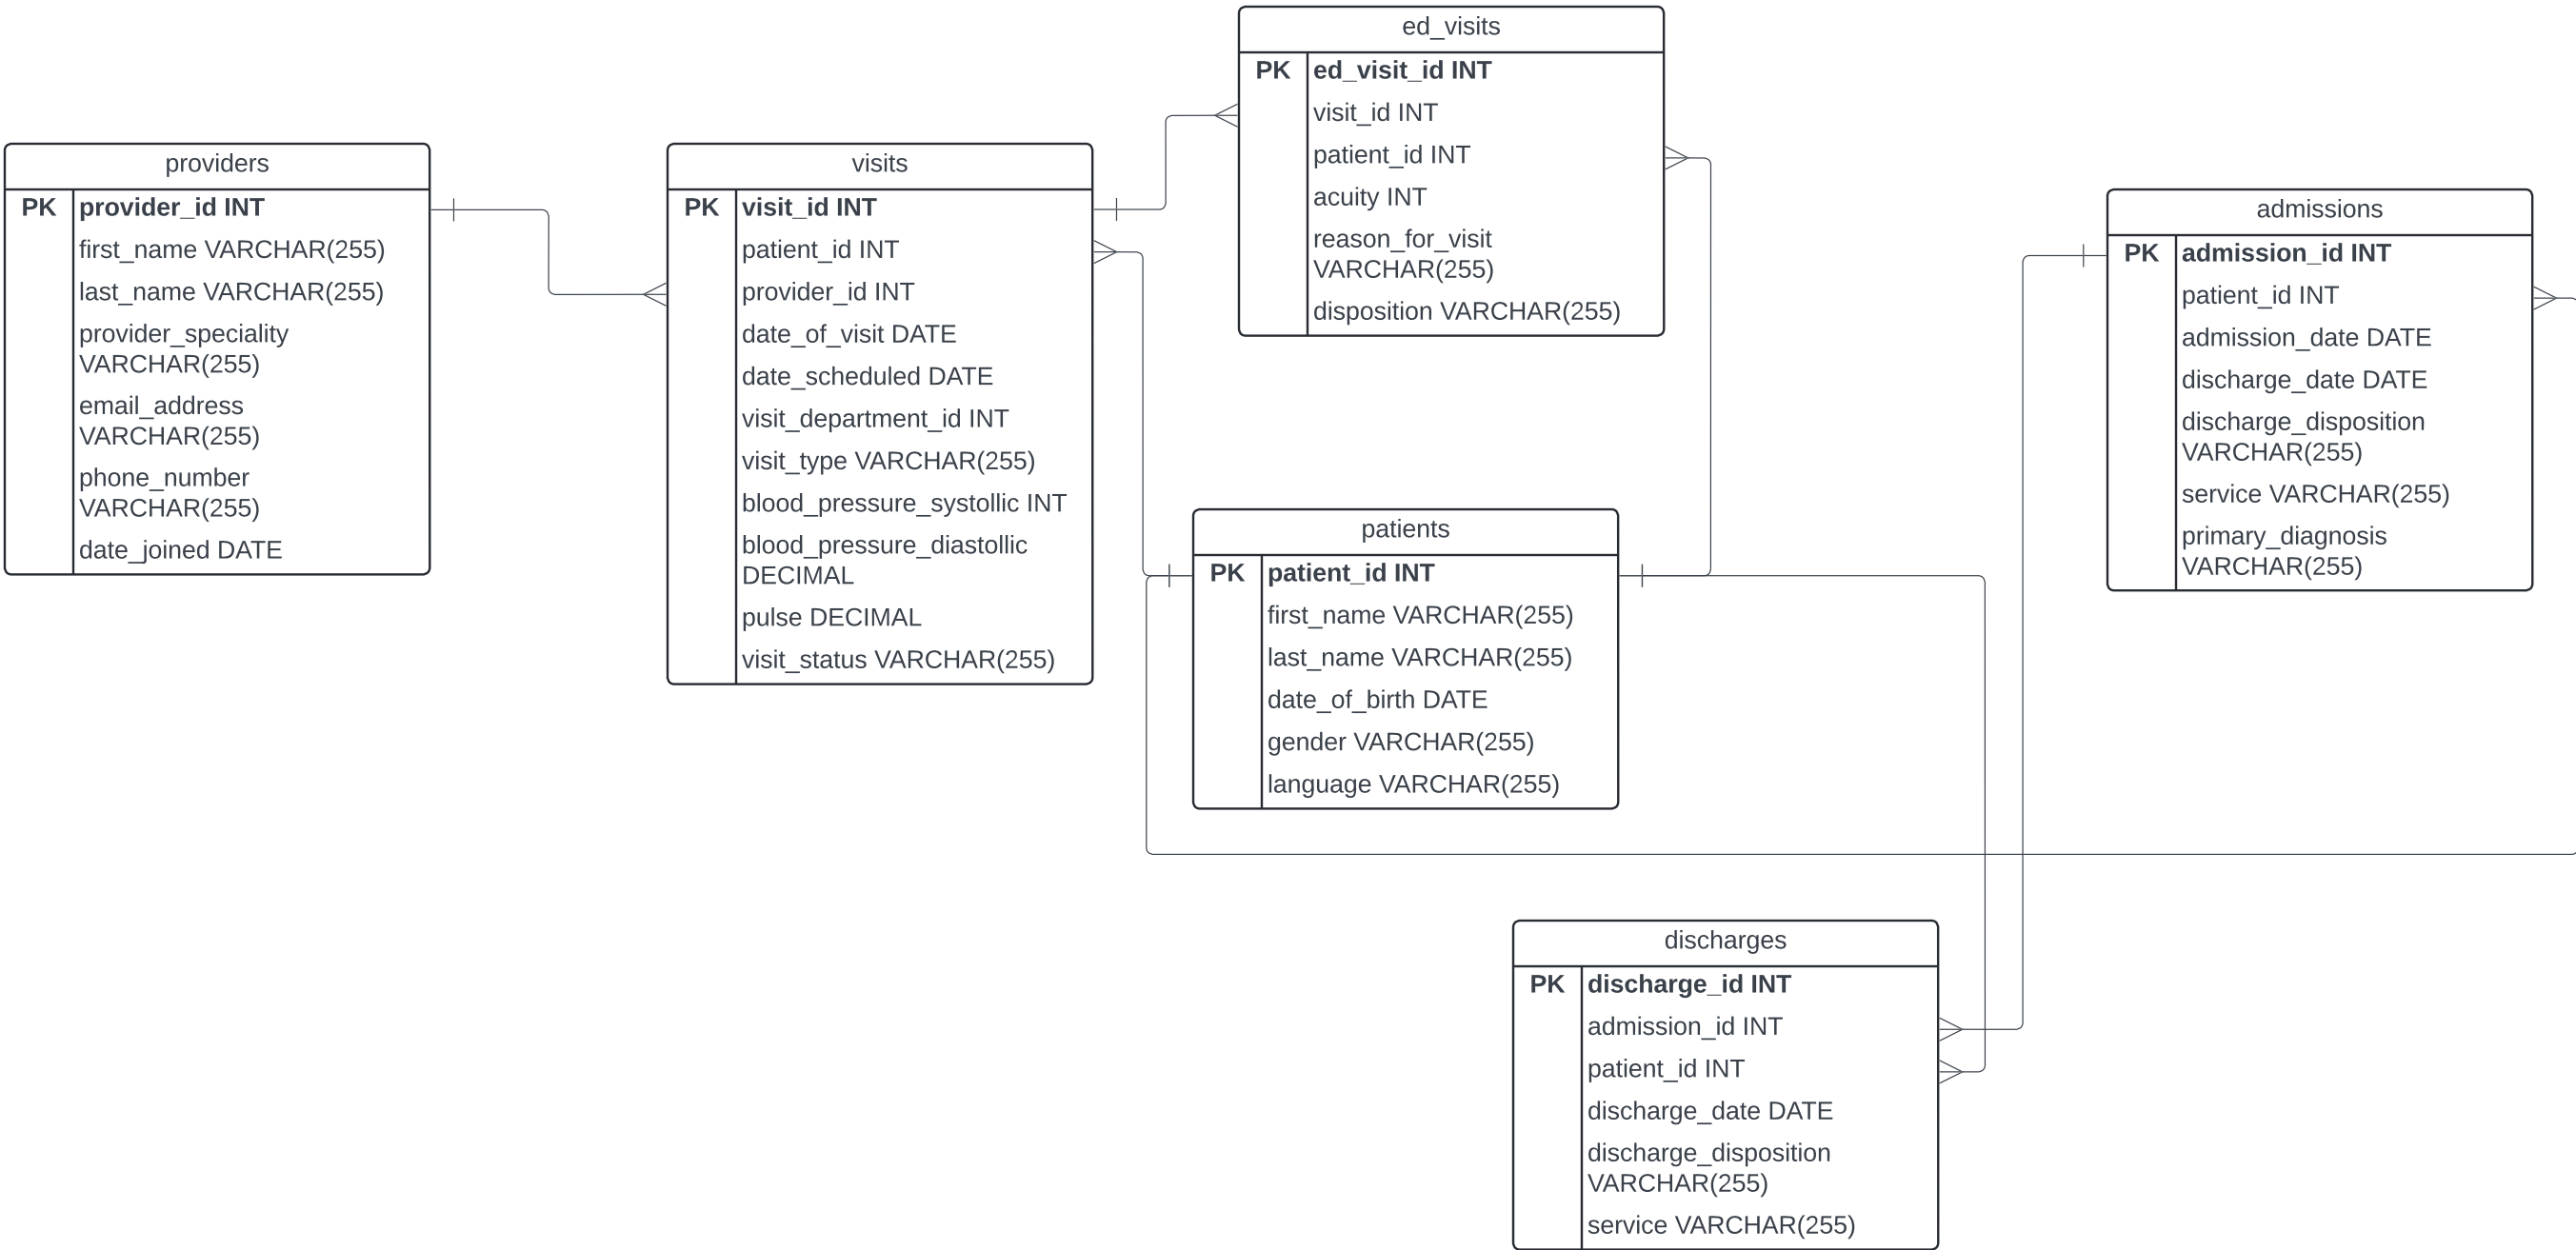 providers
PK provider_id INT
first_name VARCHAR(255)
last_name VARCHAR(255)
provider_speciality
VARCHAR(255)
email_address
VARCHAR(255)
phone_number
VARCHAR(255)
date_joined DATE
visits
PK visit_id INT
patient_id INT
provider_id INT
date_of_visit DATE
date_scheduled DATE
visit_department_id INT
visit_type VARCHAR(255)
blood_pressure_systollic INT
blood_pressure_diastollic
DECIMAL
pulse DECIMAL
visit_status VARCHAR(255)
ed_visits
PK ed_visit_id INT
visit_id INT
patient_id INT
acuity INT
reason_for_visit
VARCHAR(255)
disposition VARCHAR(255)
patients
PK patient_id INT
first_name VARCHAR(255)
last_name VARCHAR(255)
date_of_birth DATE
gender VARCHAR(255)
language VARCHAR(255)
admissions
PK admission_id INT
patient_id INT
admission_date DATE
discharge_date DATE
discharge_disposition
VARCHAR(255)
service VARCHAR(255)
primary_diagnosis
VARCHAR(255)
discharges
PK discharge_id INT
admission_id INT
patient_id INT
discharge_date DATE
discharge_disposition
VARCHAR(255)
service VARCHAR(255)